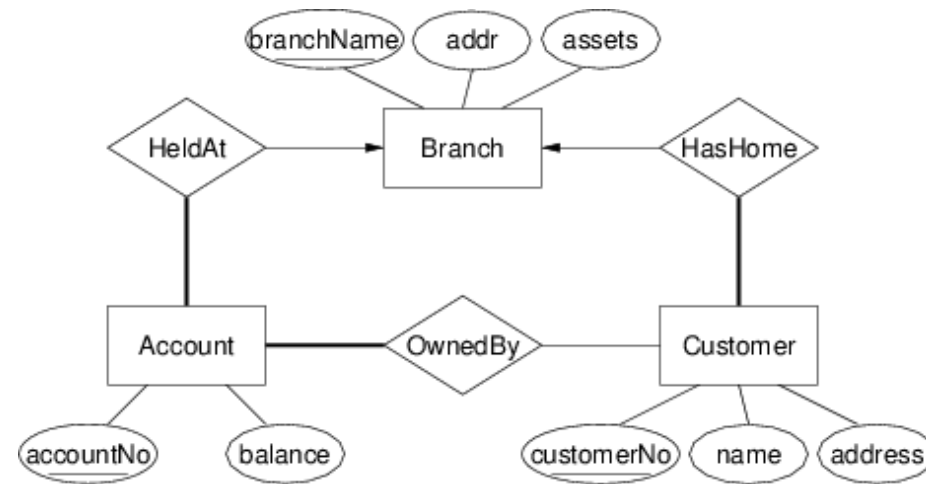 branchName addr assets
HeldAt Branch HasHome
Account OwnedBy Customer
accountNo balance customerNo name address